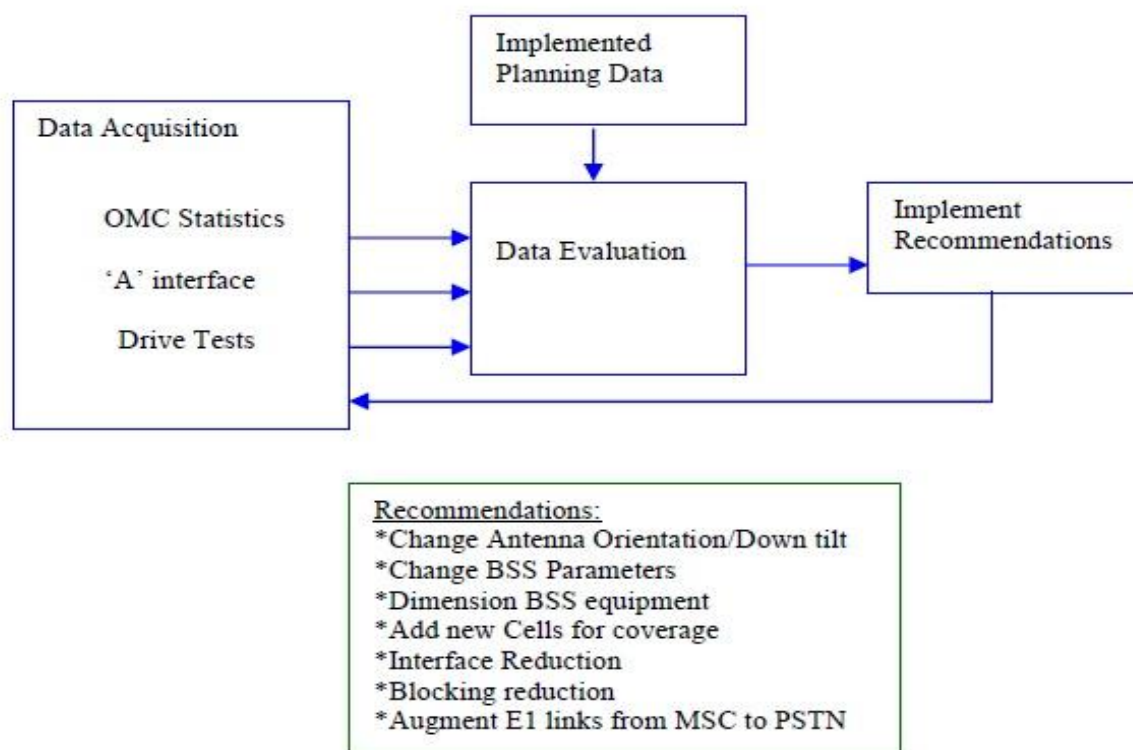 Implemented
Planning Data
Data Acquisition
OMC Statistics
‘A’ interface
Drive Tests
Data Evaluation
Implement
Recommendations
Recommendations:
*Change Antenna Orientation/Down tilt
*Change BSS Parameters
*Dimension BSS equipment
*Add new Cells for coverage
*Interface Reduction
*Blocking reduction
*Augment E1 links from MSC to PSTN